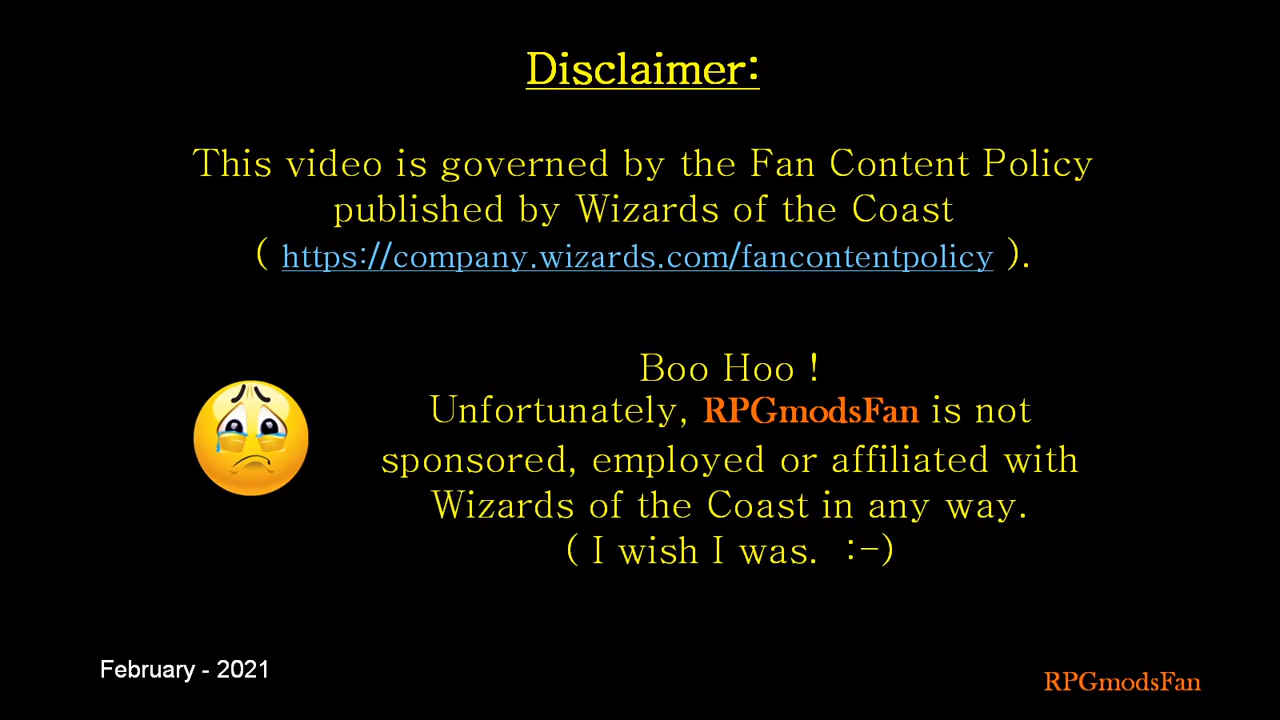 Disclaimer:
This video is governed by the Fan Content Policy
published by Wizards of the Coast
( https://company.wizards.com/fancontentpolicy ).
Boo Hoo !
Unfortunately, RPGmodsFan is not
sponsored, employed or affiliated with
Wizards of the Coast in any way.
( I wish I was.  :-)
February - 2021
RPGmodsFan